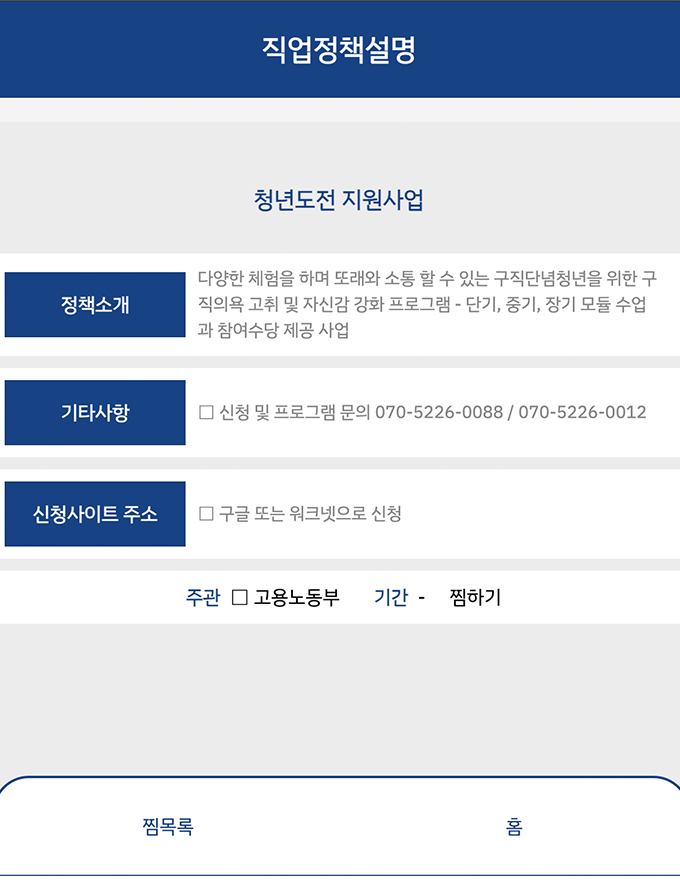 직업정책설명
청년도전 지원사업
정책소개
다양한 체험을 하며 또래와 소통 할 수 있는 구직단념청년을 위한 구
직의욕 고취 및 자신감 강화 프로그램 - 단기, 중기, 장기 모듈 수업
과 참여수당 제공 사업
기타사항
□ 신청 및 프로그램 문의 070-5226-0088 / 070-5226-0012
신청사이트 주소
□ 구글 또는 워크넷으로 신청
주관 □ 고용노동부 기간 - 찜하기
찜목록 홈